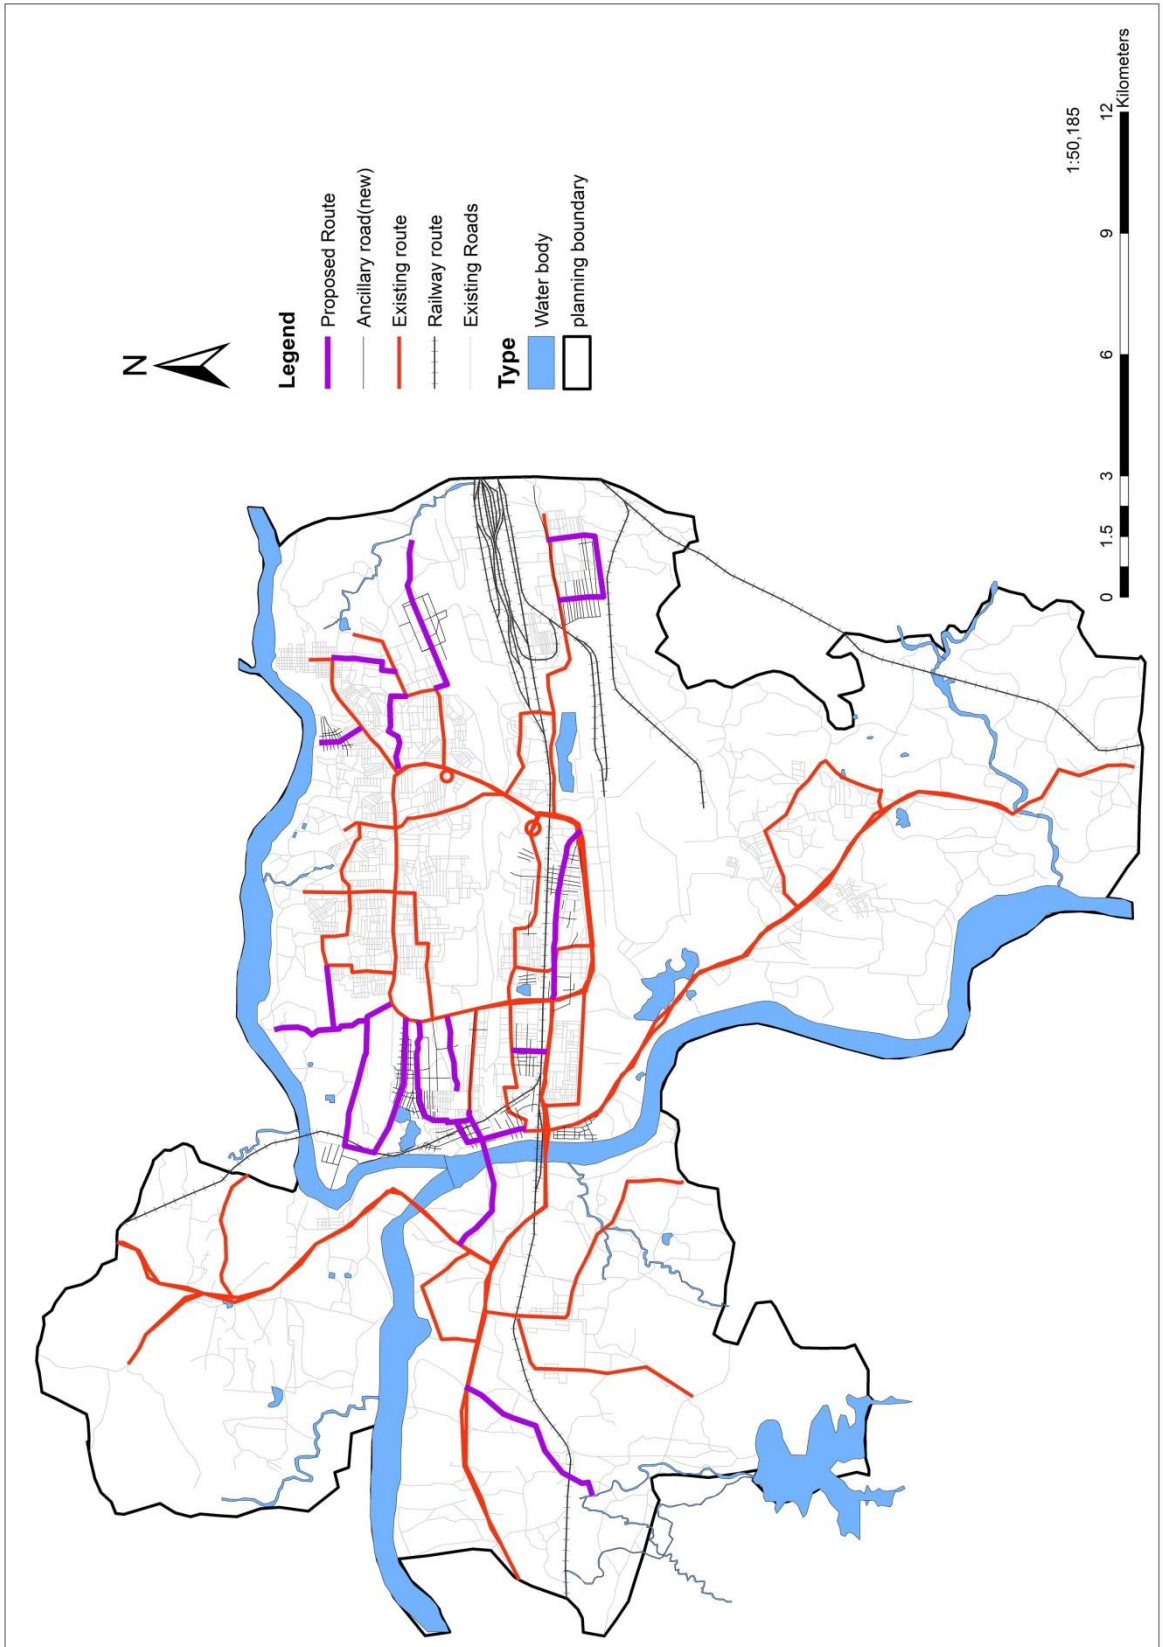 N
Legend
Proposed Route
Ancillary road(new)
Existing route
Railway route
Existing Roads
Type
Water body
planning boundary
1:50,185
0 1.5 3 6 9 12
Kilometers